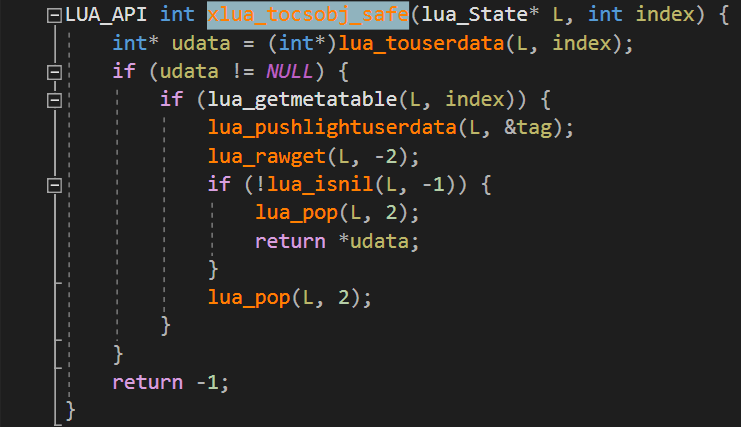 LUA_API int xlua_tocsobj_safe(lua_State* L, int index) {
    int* udata = (int*)lua_touserdata(L, index);
    if (udata != NULL) {
        if (lua_getmetatable(L, index)) {
            lua_pushlightuserdata(L, &tag);
            lua_rawget(L, -2);
            if (!lua_isnil(L, -1)) {
                lua_pop(L, 2);
                return *udata;
            }
            lua_pop(L, 2);
        }
    }
    return -1;
}